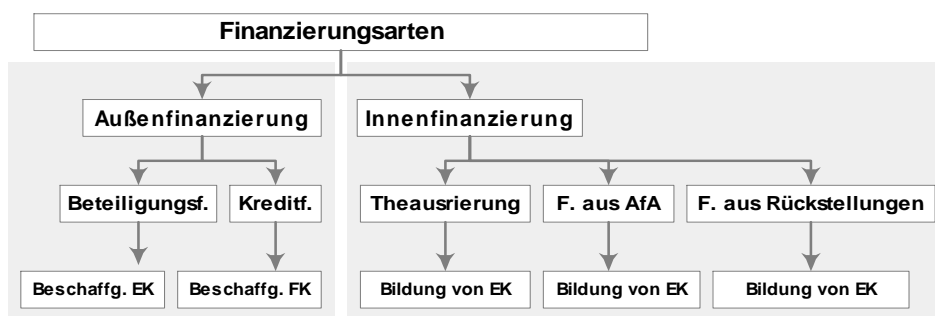 Finanzierungsarten
Außenfinanzierung
Innenfinanzierung
Beteiligungsf.
Kreditf.
Theausrierung
F. aus AfA
F. aus Rückstellungen
Beschaffg. EK
Beschaffg. FK
Bildung von EK
Bildung von EK
Bildung von EK